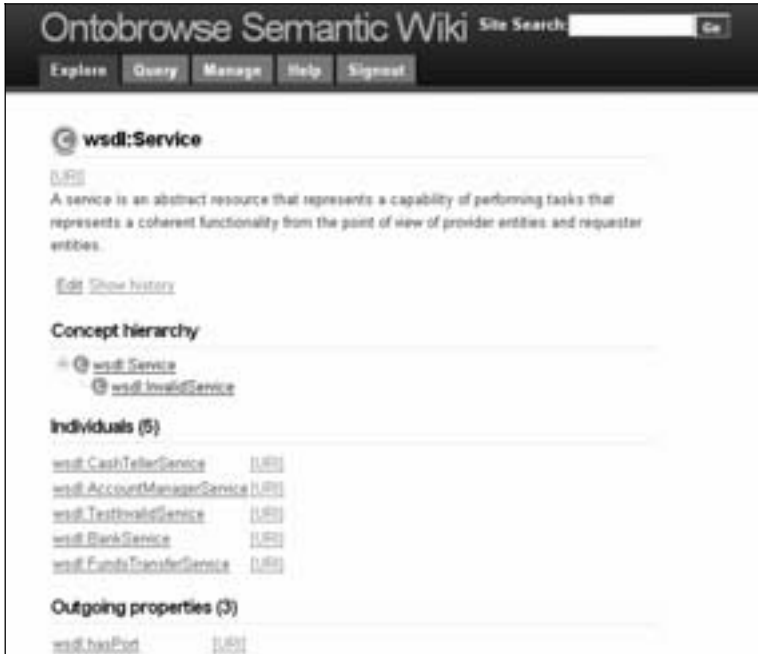 Ontobrowse Semantic Wiki Site Search: Go
Explore Query Manage Help Signout
wsdl:Service
[URI]
A service is an abstract resource that represents a capability of performing tasks that
represents a coherent functionality from the point of view of provider entities and requester
entities.
Edit Show history
Concept hierarchy
wsdl:Service
wsdl:InvalidService
Individuals (5)
wsdl:CashTellerService [URI]
wsdl:AccountManagerService [URI]
wsdl:TestInvalidService [URI]
wsdl:BankService [URI]
wsdl:FundsTransferService [URI]
Outgoing properties (3)
wsdl:hasPort [URI]